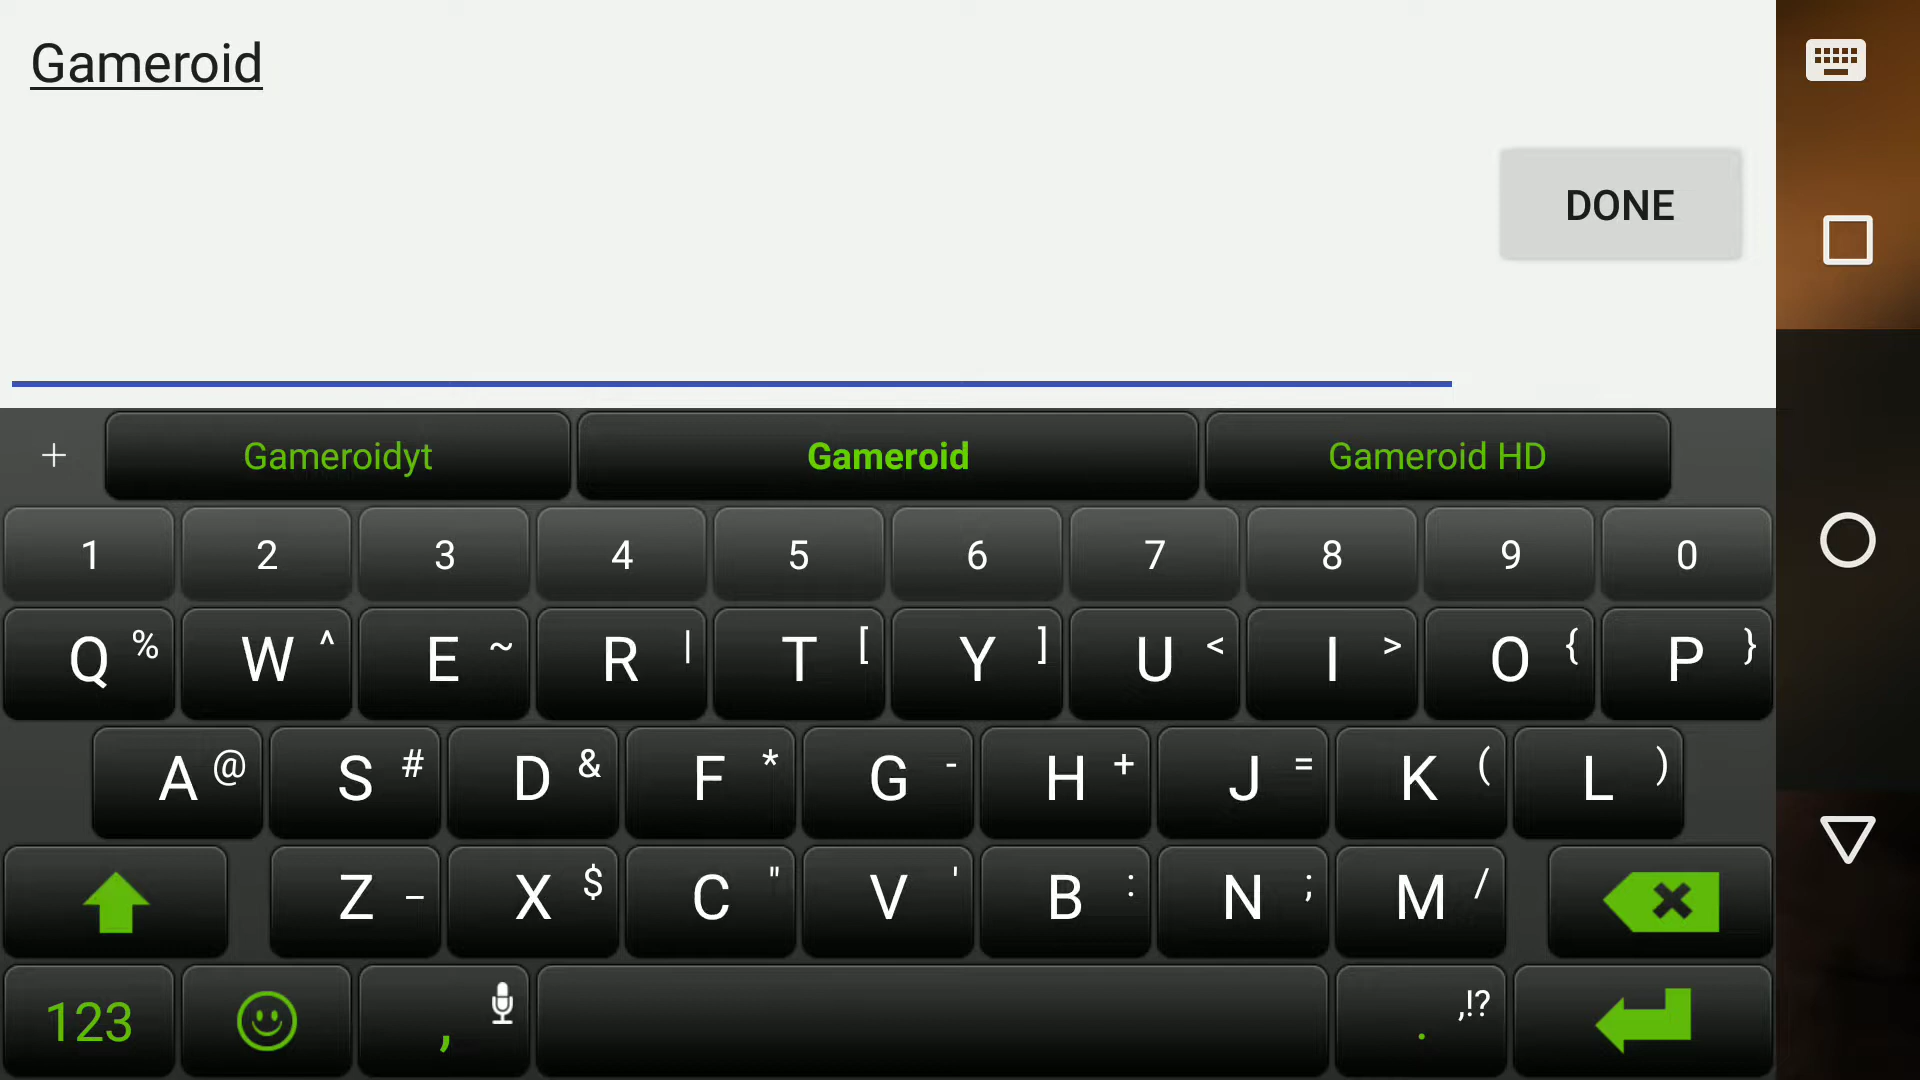 Gameroid
DONE
+ Gameroidyt Gameroid Gameroid HD
1 2 3 4 5 6 7 8 9 0
Q % W ^ E ~ R | T [ Y ] U < I > O { P }
A @ S # D & F * G - H + J = K ( L )
Z _ X $ C " V ' B : N ; M /
123 , . ,!?